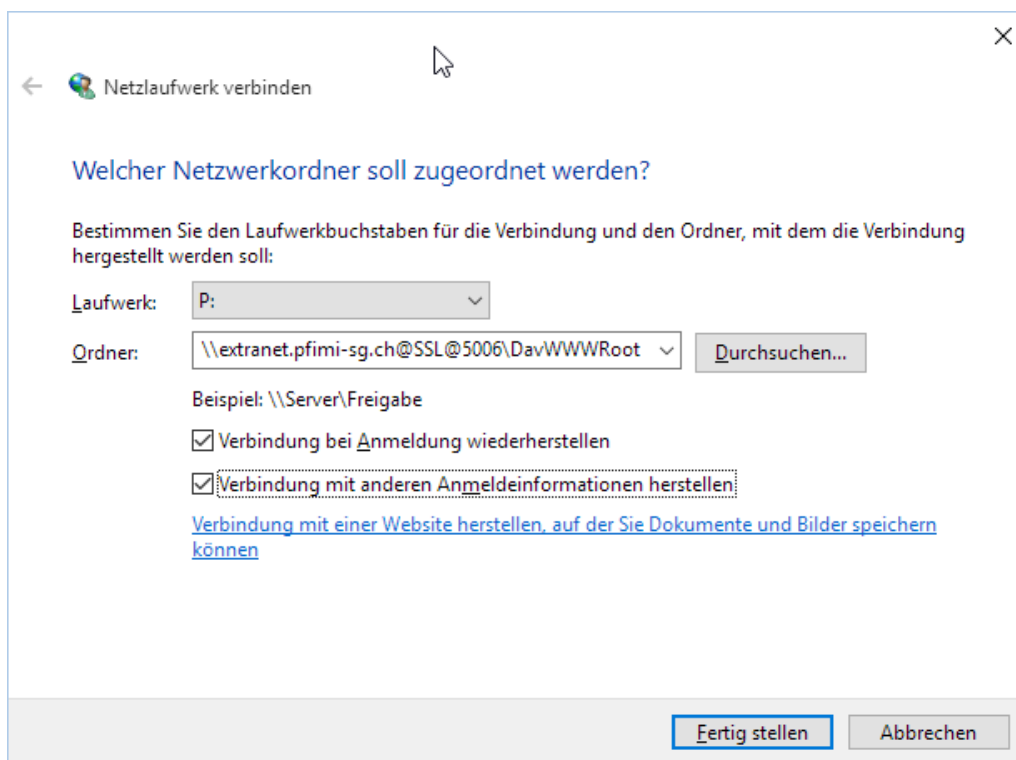 Netzlaufwerk verbinden
Welcher Netzwerkordner soll zugeordnet werden?
Bestimmen Sie den Laufwerkbuchstaben für die Verbindung und den Ordner, mit dem die Verbindung
hergestellt werden soll:
Laufwerk: P:
Ordner: \\extranet.pfimi-sg.ch@SSL@5006\DavWWWRoot Durchsuchen...
Beispiel: \\Server\Freigabe
Verbindung bei Anmeldung wiederherstellen
Verbindung mit anderen Anmeldeinformationen herstellen
Verbindung mit einer Website herstellen, auf der Sie Dokumente und Bilder speichern
können
Fertig stellen Abbrechen